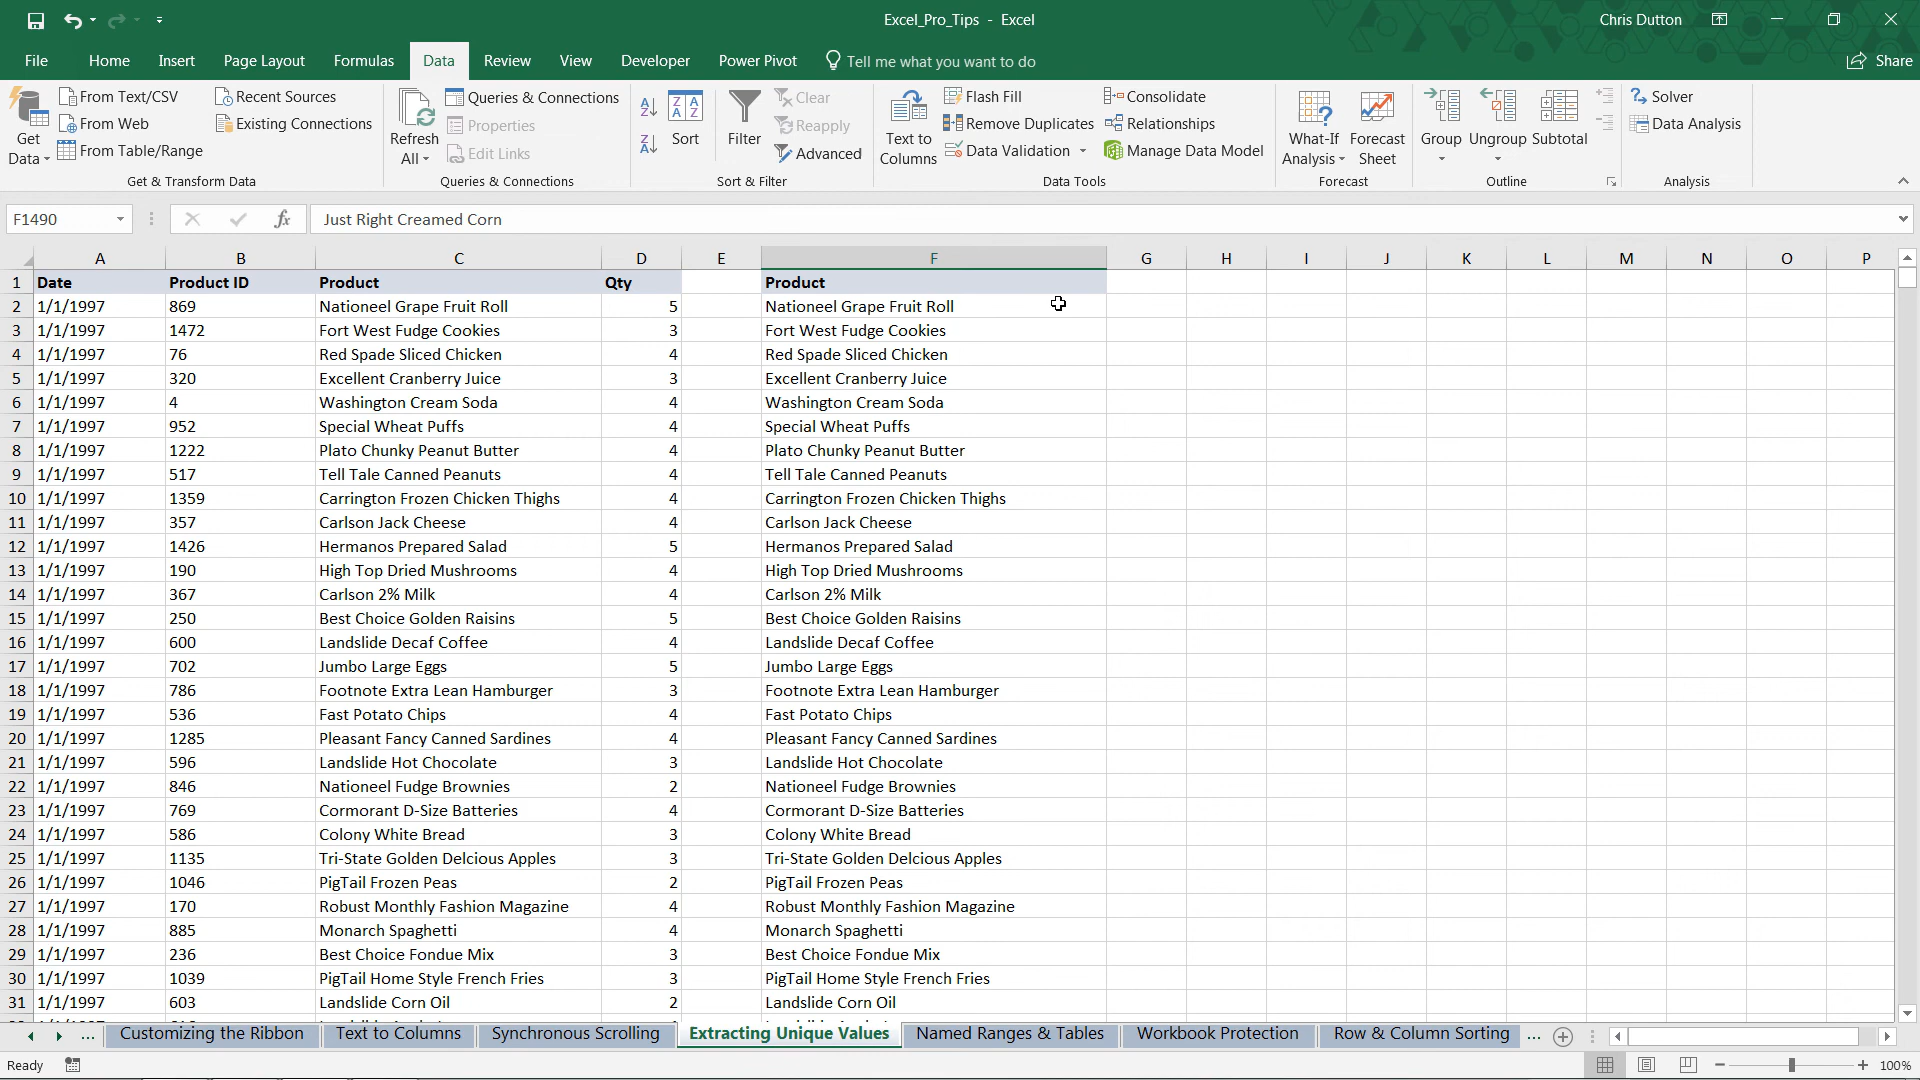 Excel_Pro_Tips - Excel
Chris Dutton
File Home Insert Page Layout Formulas Data Review View Developer Power Pivot Tell me what you want to do Share
Get Data
From Text/CSV
From Web
From Table/Range
Recent Sources
Existing Connections
Get & Transform Data
Refresh All
Queries & Connections
Properties
Edit Links
Queries & Connections
Sort
Filter
Clear
Reapply
Advanced
Sort & Filter
Text to Columns
Flash Fill
Remove Duplicates
Data Validation
Consolidate
Relationships
Manage Data Model
Data Tools
What-If Analysis
Forecast Sheet
Forecast
Group
Ungroup
Subtotal
Outline
Solver
Data Analysis
Analysis
F1490 fx Just Right Creamed Corn
A B C D E F G H I J K L M N O P
1 Date Product ID Product Qty Product
2 1/1/1997 869 Nationeel Grape Fruit Roll 5 Nationeel Grape Fruit Roll
3 1/1/1997 1472 Fort West Fudge Cookies 3 Fort West Fudge Cookies
4 1/1/1997 76 Red Spade Sliced Chicken 4 Red Spade Sliced Chicken
5 1/1/1997 320 Excellent Cranberry Juice 3 Excellent Cranberry Juice
6 1/1/1997 4 Washington Cream Soda 4 Washington Cream Soda
7 1/1/1997 952 Special Wheat Puffs 4 Special Wheat Puffs
8 1/1/1997 1222 Plato Chunky Peanut Butter 4 Plato Chunky Peanut Butter
9 1/1/1997 517 Tell Tale Canned Peanuts 4 Tell Tale Canned Peanuts
10 1/1/1997 1359 Carrington Frozen Chicken Thighs 4 Carrington Frozen Chicken Thighs
11 1/1/1997 357 Carlson Jack Cheese 4 Carlson Jack Cheese
12 1/1/1997 1426 Hermanos Prepared Salad 5 Hermanos Prepared Salad
13 1/1/1997 190 High Top Dried Mushrooms 4 High Top Dried Mushrooms
14 1/1/1997 367 Carlson 2% Milk 4 Carlson 2% Milk
15 1/1/1997 250 Best Choice Golden Raisins 5 Best Choice Golden Raisins
16 1/1/1997 600 Landslide Decaf Coffee 4 Landslide Decaf Coffee
17 1/1/1997 702 Jumbo Large Eggs 5 Jumbo Large Eggs
18 1/1/1997 786 Footnote Extra Lean Hamburger 3 Footnote Extra Lean Hamburger
19 1/1/1997 536 Fast Potato Chips 4 Fast Potato Chips
20 1/1/1997 1285 Pleasant Fancy Canned Sardines 4 Pleasant Fancy Canned Sardines
21 1/1/1997 596 Landslide Hot Chocolate 3 Landslide Hot Chocolate
22 1/1/1997 846 Nationeel Fudge Brownies 2 Nationeel Fudge Brownies
23 1/1/1997 769 Cormorant D-Size Batteries 4 Cormorant D-Size Batteries
24 1/1/1997 586 Colony White Bread 3 Colony White Bread
25 1/1/1997 1135 Tri-State Golden Delcious Apples 3 Tri-State Golden Delcious Apples
26 1/1/1997 1046 PigTail Frozen Peas 2 PigTail Frozen Peas
27 1/1/1997 170 Robust Monthly Fashion Magazine 4 Robust Monthly Fashion Magazine
28 1/1/1997 885 Monarch Spaghetti 4 Monarch Spaghetti
29 1/1/1997 236 Best Choice Fondue Mix 3 Best Choice Fondue Mix
30 1/1/1997 1039 PigTail Home Style French Fries 3 PigTail Home Style French Fries
31 1/1/1997 603 Landslide Corn Oil 2 Landslide Corn Oil
... Customizing the Ribbon Text to Columns Synchronous Scrolling Extracting Unique Values Named Ranges & Tables Workbook Protection Row & Column Sorting ...
Ready 100%